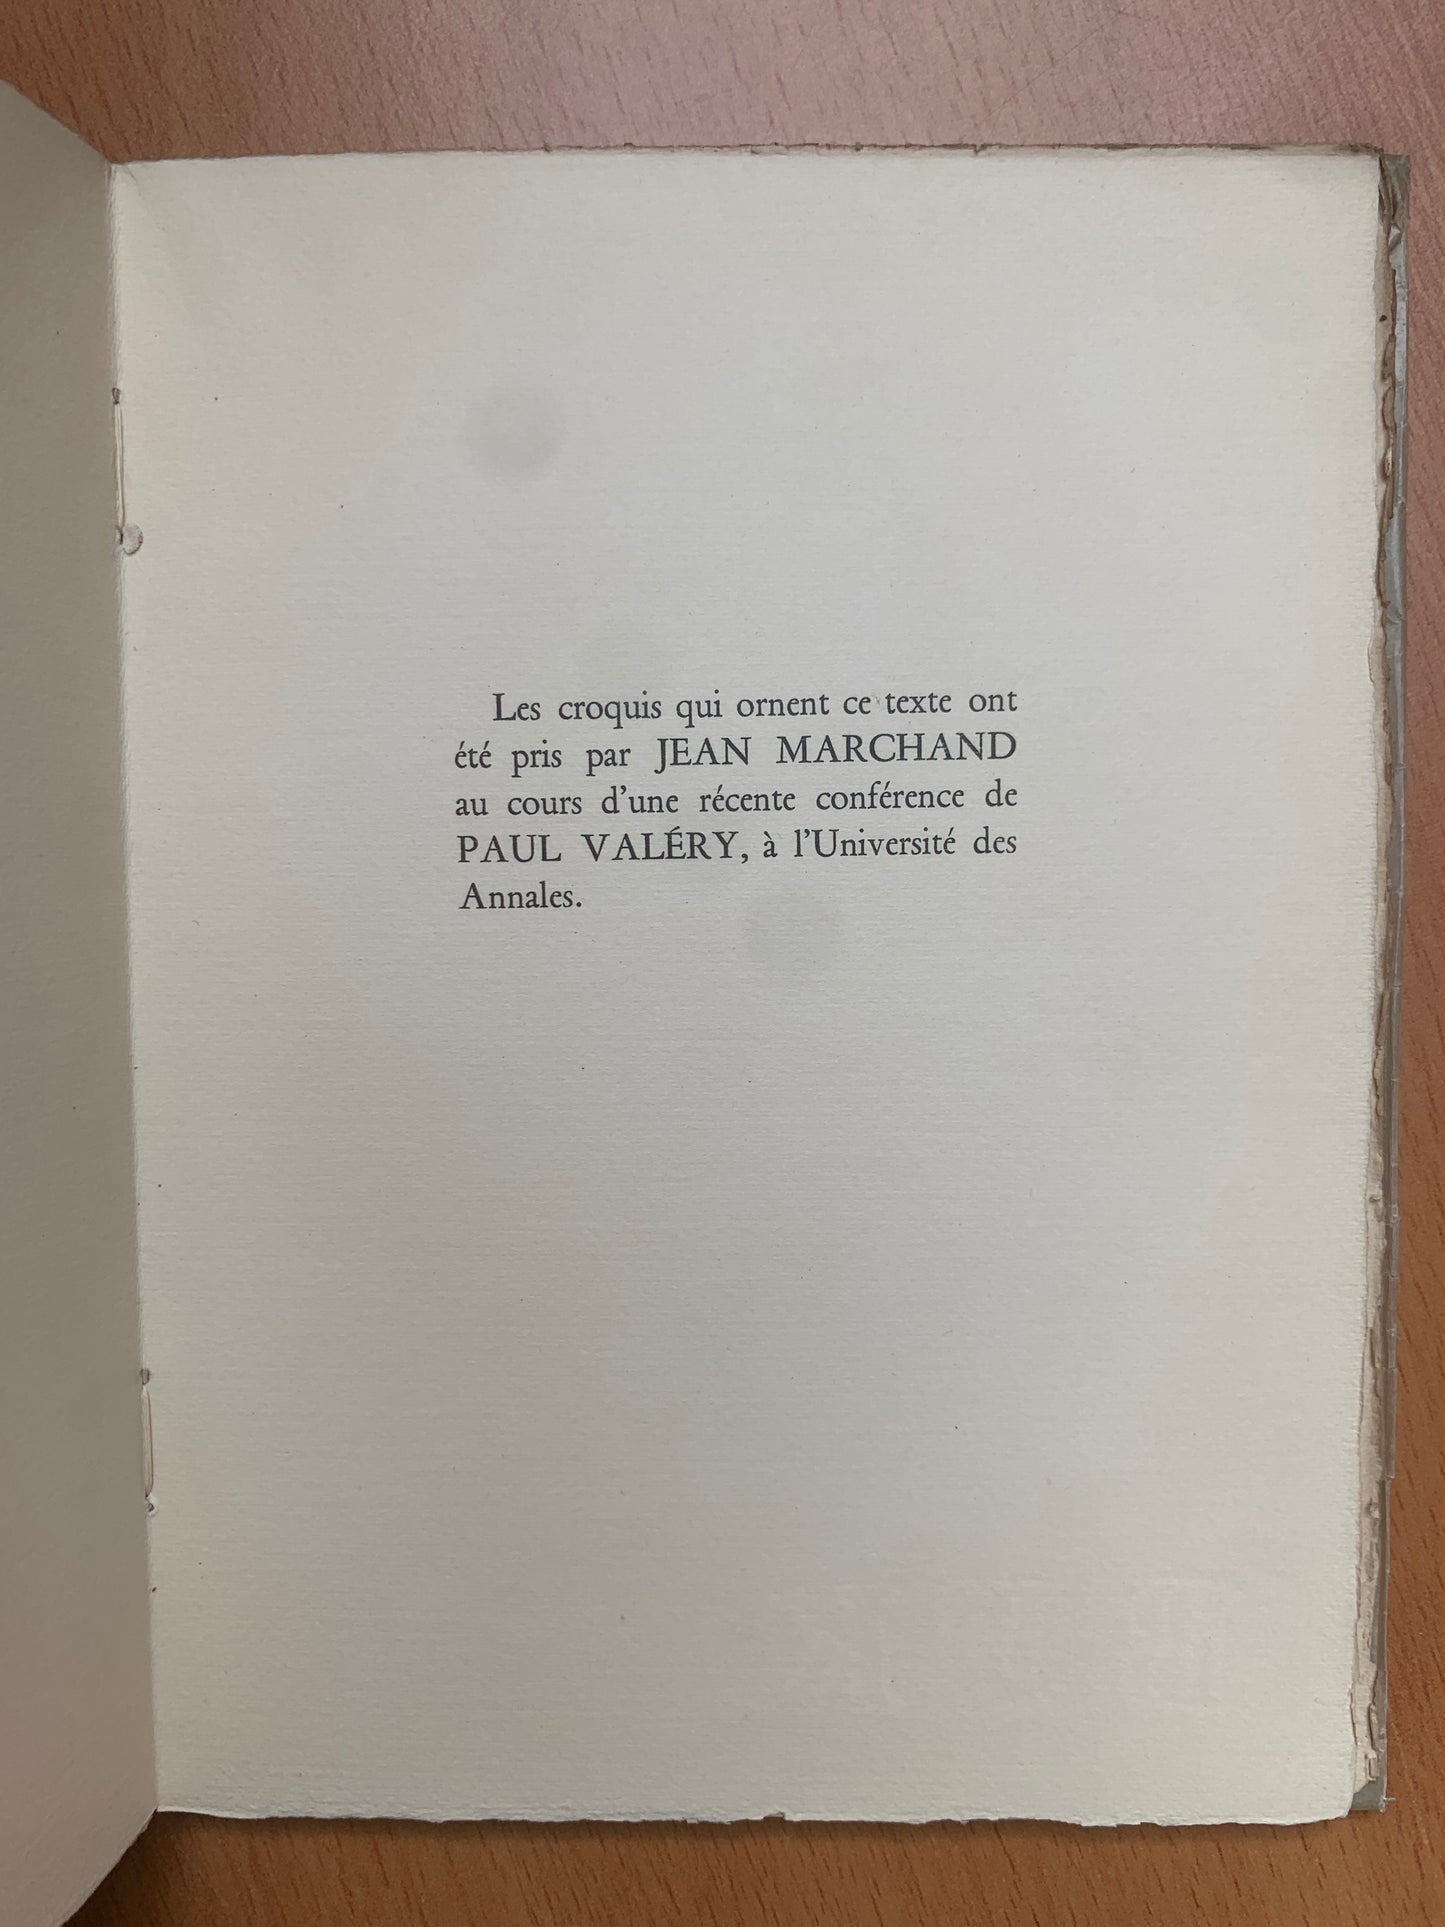 Les croquis qui ornent ce texte ont
été pris par JEAN MARCHAND
au cours d'une récente conférence de
PAUL VALÉRY, à l'Université des
Annales.